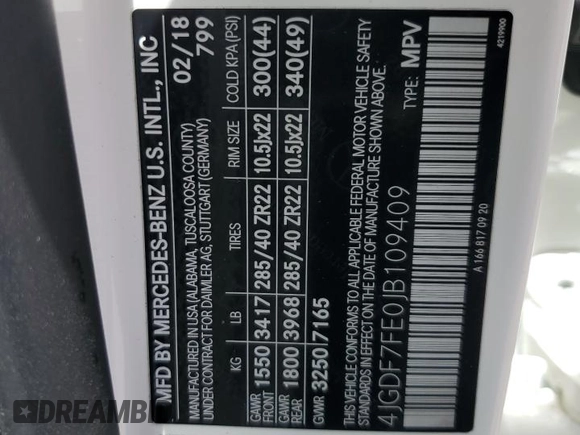 MFD BY MERCEDES-BENZ U.S. INTL., INC
MANUFACTURED IN USA (ALABAMA, TUSCALOOSA COUNTY) 02/18
UNDER CONTRACT FOR DAIMLER AG, STUTTGART (GERMANY) 799
KG LB TIRES RIM SIZE COLD KPA(PSI)
GAWR FRONT 1550 3417 285/40 ZR22 10.5Jx22 300(44)
GAWR REAR 1800 3968 285/40 ZR22 10.5Jx22 340(49)
GVWR 3250 7165
THIS VEHICLE CONFORMS TO ALL APPLICABLE FEDERAL MOTOR VEHICLE SAFETY
STANDARDS IN EFFECT ON THE DATE OF MANUFACTURE SHOWN ABOVE.
4JGDF7FE0JB109409 TYPE: MPV
A 166 817 09 20
4219900
DREAMBI